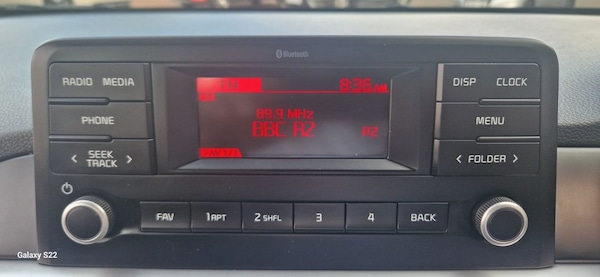 Bluetooth
RADIO MEDIA
8:36 AM
DISP CLOCK
89.9 MHz
PHONE
BBC R2
P2
MENU
< SEEK TRACK >
< FOLDER >
FAV
1 RPT
2 SHFL
3
4
BACK
Galaxy S22